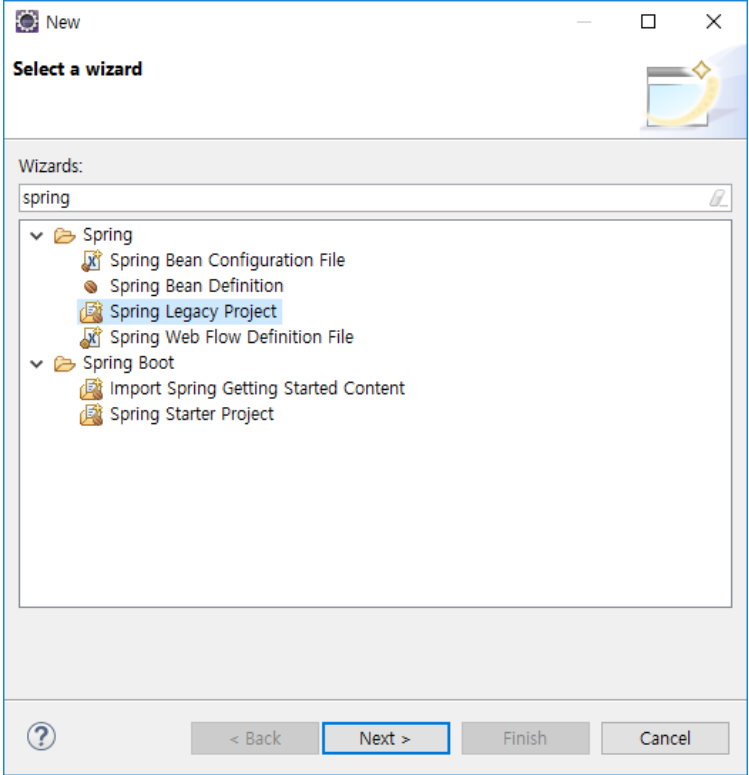 New
Select a wizard
Wizards:
spring
Spring
Spring Bean Configuration File
Spring Bean Definition
Spring Legacy Project
Spring Web Flow Definition File
Spring Boot
Import Spring Getting Started Content
Spring Starter Project
? < Back Next > Finish Cancel